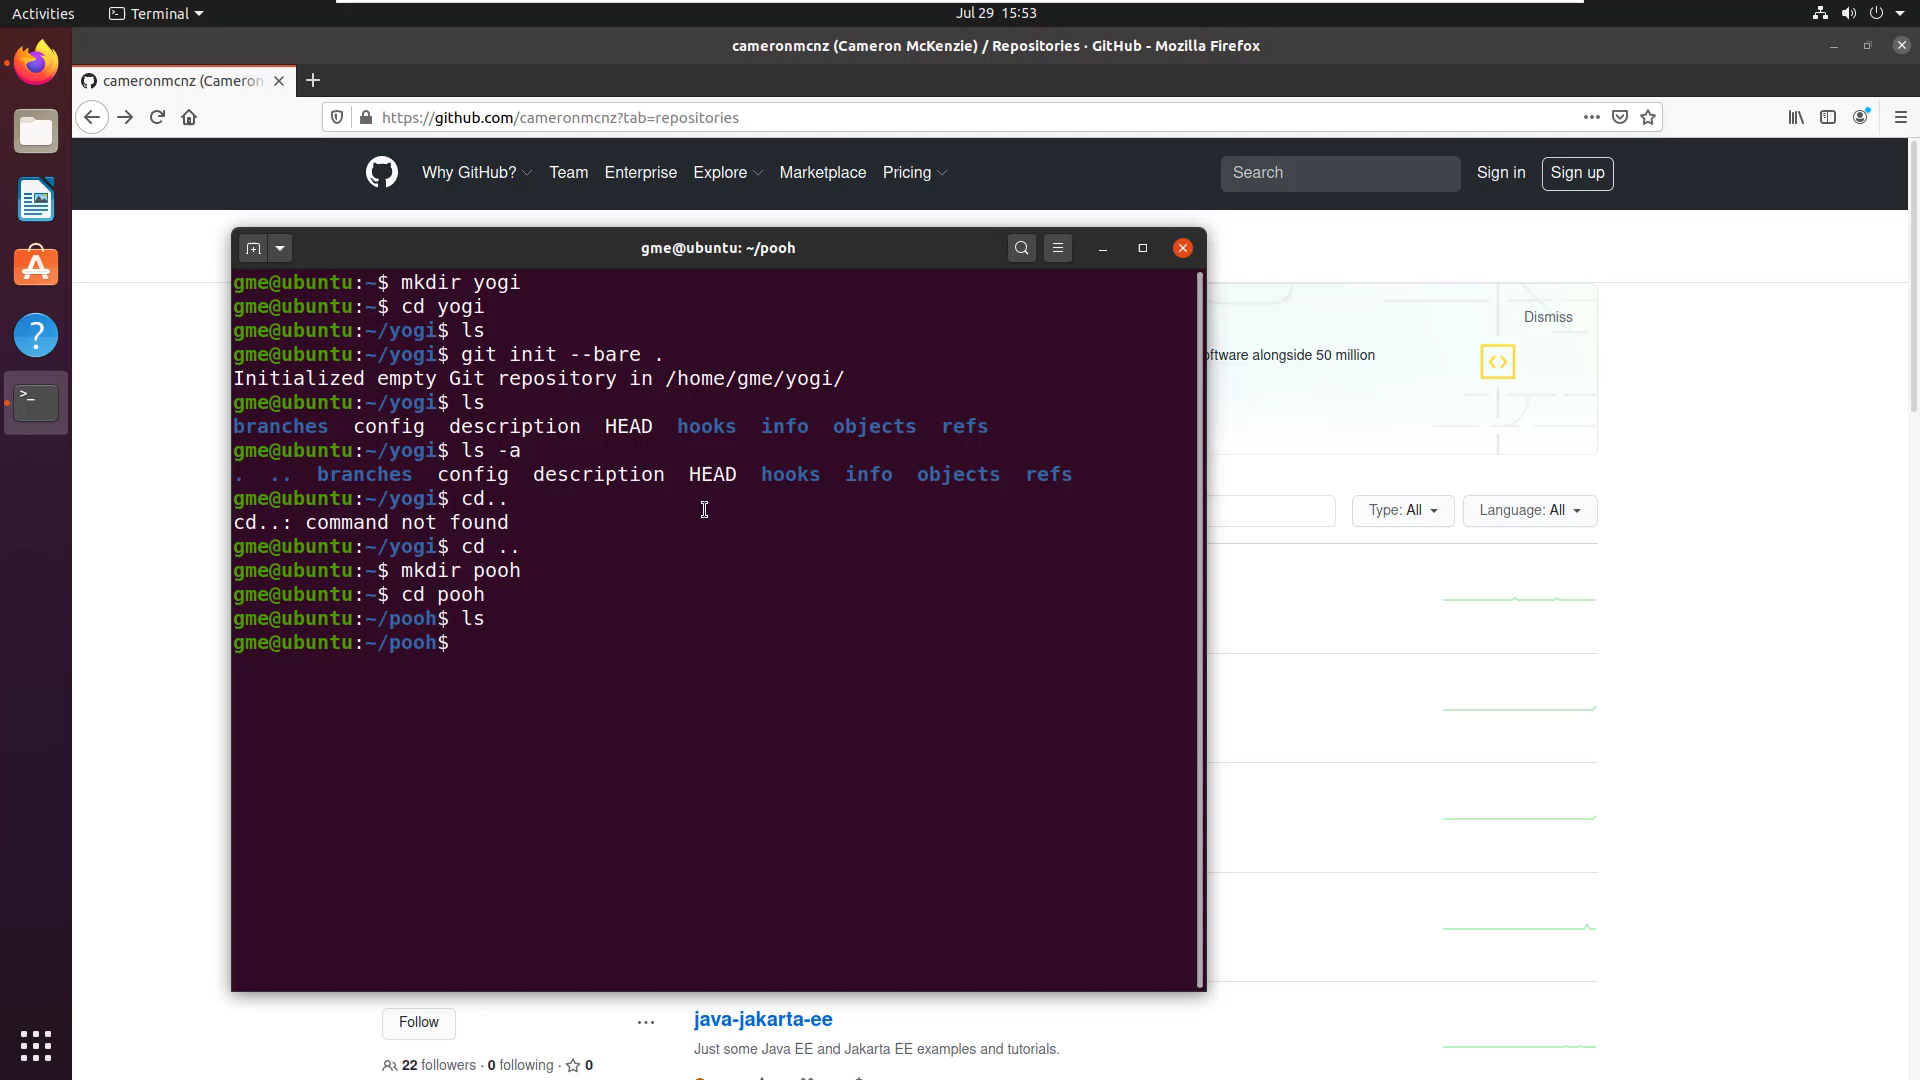 Activities
Terminal
Jul 29 15:53
cameronmcnz (Cameron McKenzie) / Repositories · GitHub - Mozilla Firefox
cameronmcnz (Cameron
https://github.com/cameronmcnz?tab=repositories
Why GitHub?
Team
Enterprise
Explore
Marketplace
Pricing
Search
Sign in
Sign up
gme@ubuntu: ~/pooh
gme@ubuntu:~$ mkdir yogi
gme@ubuntu:~$ cd yogi
gme@ubuntu:~/yogi$ ls
gme@ubuntu:~/yogi$ git init --bare .
Initialized empty Git repository in /home/gme/yogi/
gme@ubuntu:~/yogi$ ls
branches config description HEAD hooks info objects refs
gme@ubuntu:~/yogi$ ls -a
. .. branches config description HEAD hooks info objects refs
gme@ubuntu:~/yogi$ cd..
cd..: command not found
gme@ubuntu:~/yogi$ cd ..
gme@ubuntu:~$ mkdir pooh
gme@ubuntu:~$ cd pooh
gme@ubuntu:~/pooh$ ls
gme@ubuntu:~/pooh$
Dismiss
oftware alongside 50 million
Type: All
Language: All
Follow
22 followers · 0 following · 0
java-jakarta-ee
Just some Java EE and Jakarta EE examples and tutorials.